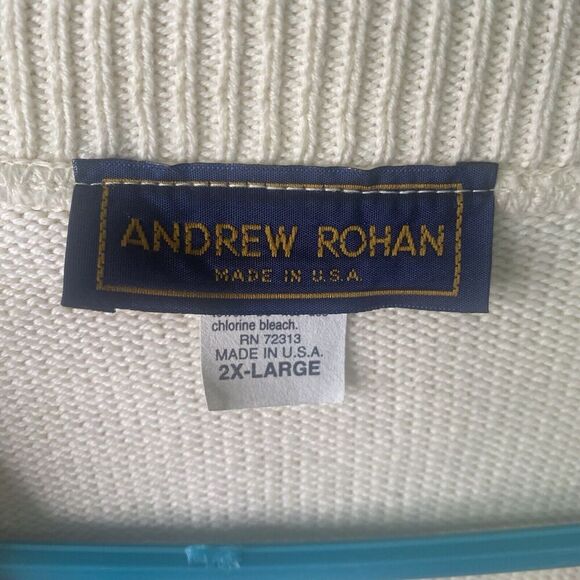 ANDREW ROHAN
MADE IN U.S.A.
chlorine bleach.
RN 72313
MADE IN U.S.A.
2X-LARGE